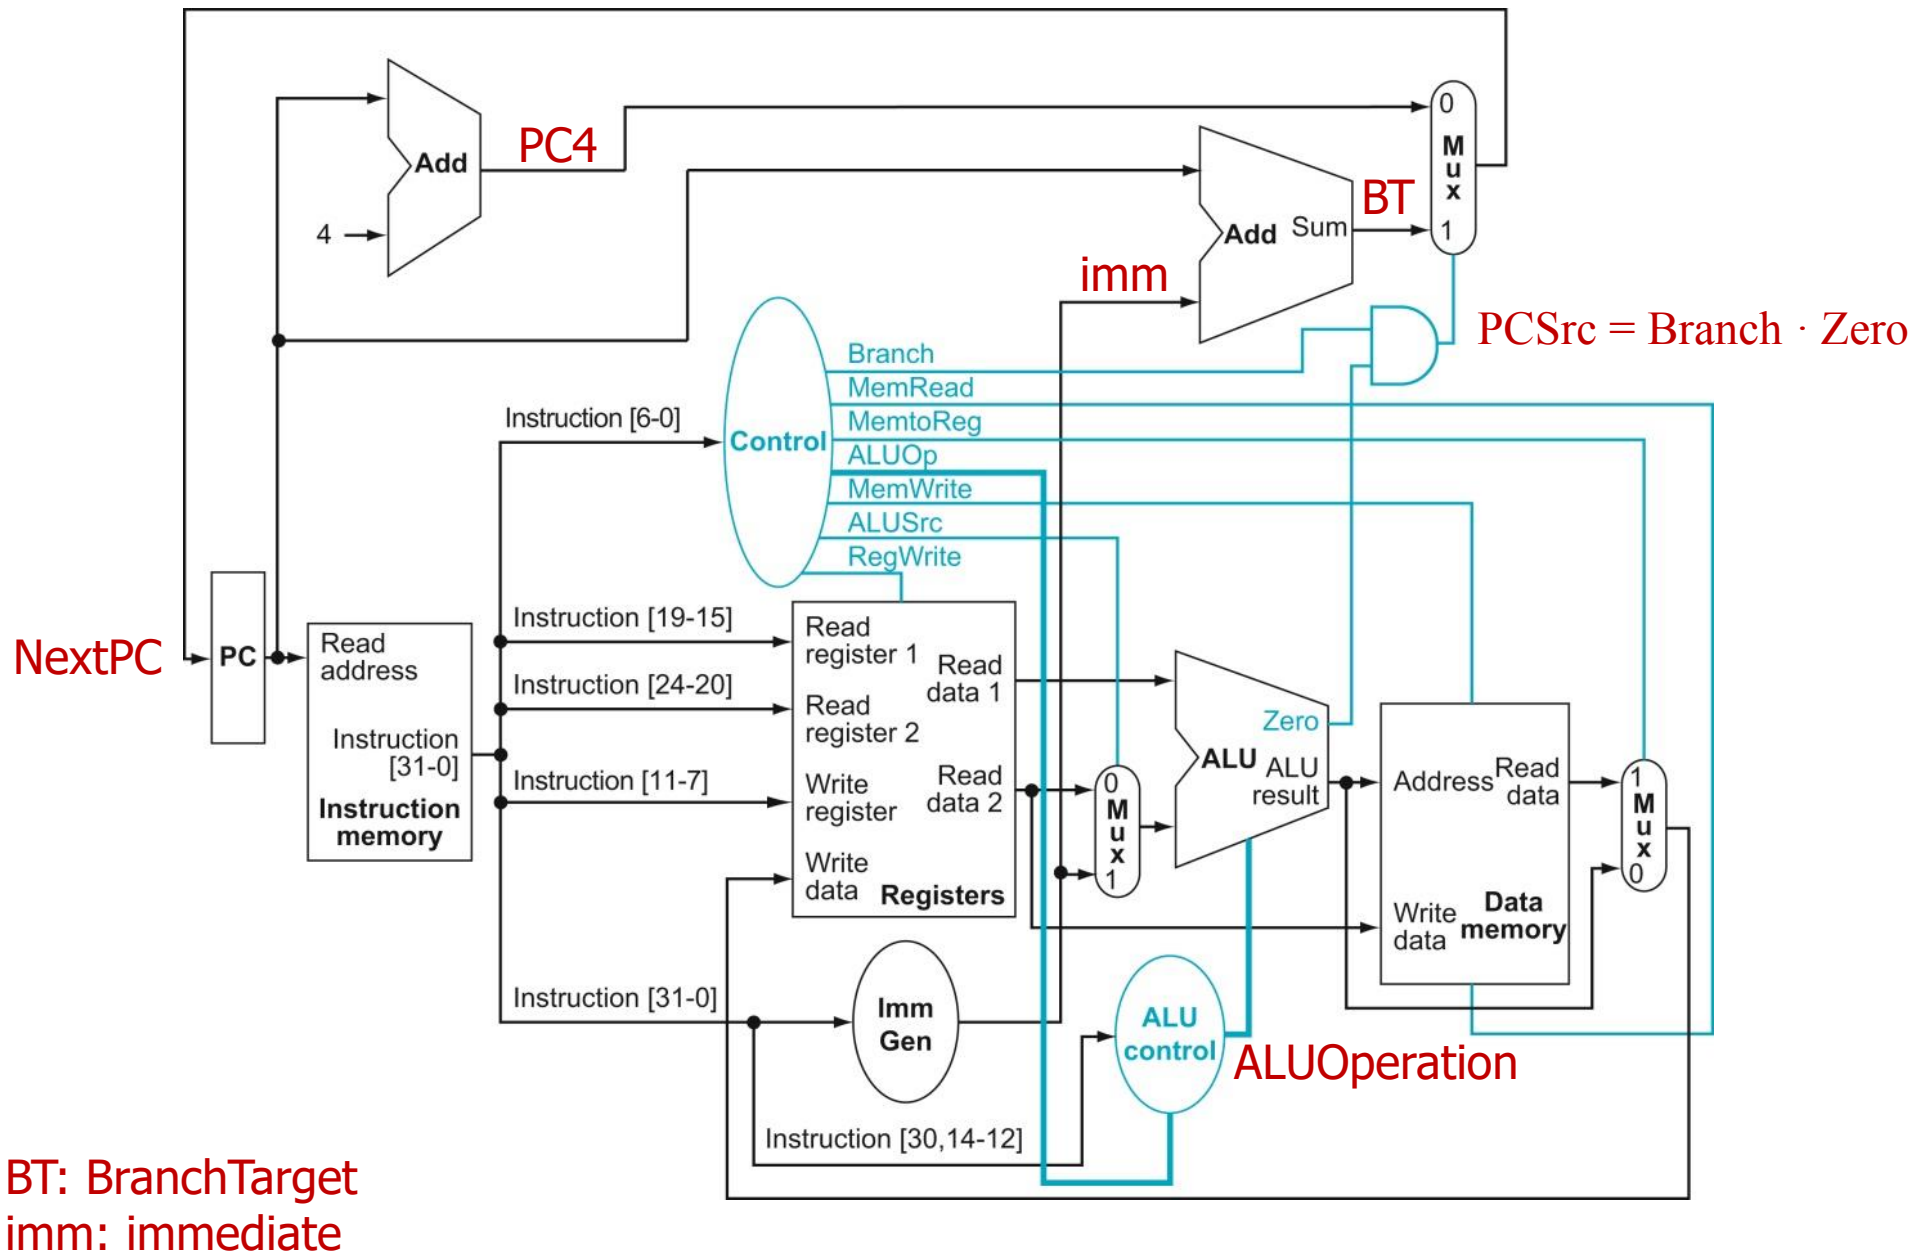 PC4
Add
4
0
M
u
x
1
BT
Add Sum
imm
PCSrc = Branch · Zero
Branch
MemRead
MemtoReg
ALUOp
MemWrite
ALUSrc
RegWrite
Control
Instruction [6-0]
Instruction [19-15]
Instruction [24-20]
Instruction [11-7]
Instruction [31-0]
Instruction [30,14-12]
NextPC
PC
Read
address
Instruction
[31-0]
Instruction
memory
Read
register 1
Read
register 2
Write
register
Write
data
Read
data 1
Read
data 2
Registers
0
M
u
x
1
Zero
ALU
ALU
result
Address
Read
data
Write
data
Data
memory
1
M
u
x
0
Imm
Gen
ALU
control
ALUOperation
BT: BranchTarget
imm: immediate